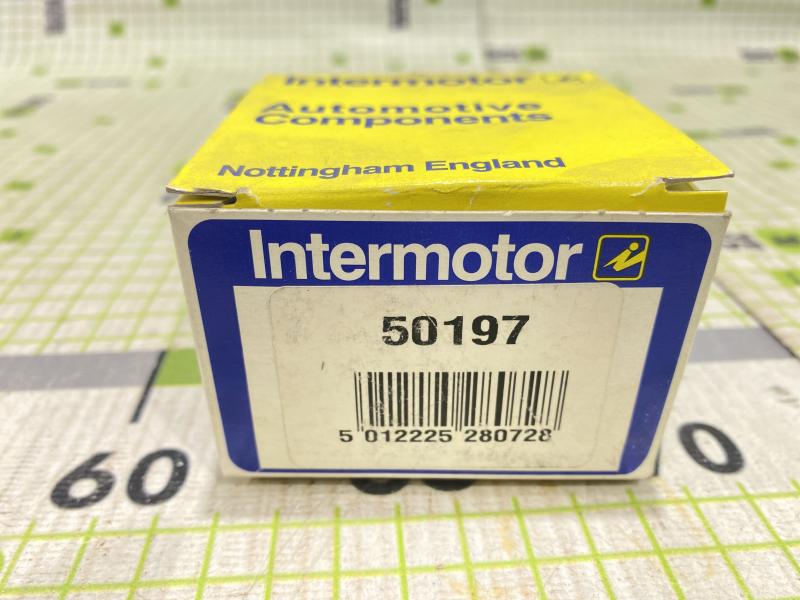 Intermotor
Automotive
Components
Nottingham England
Intermotor
50197
5 012225 280728
60
0